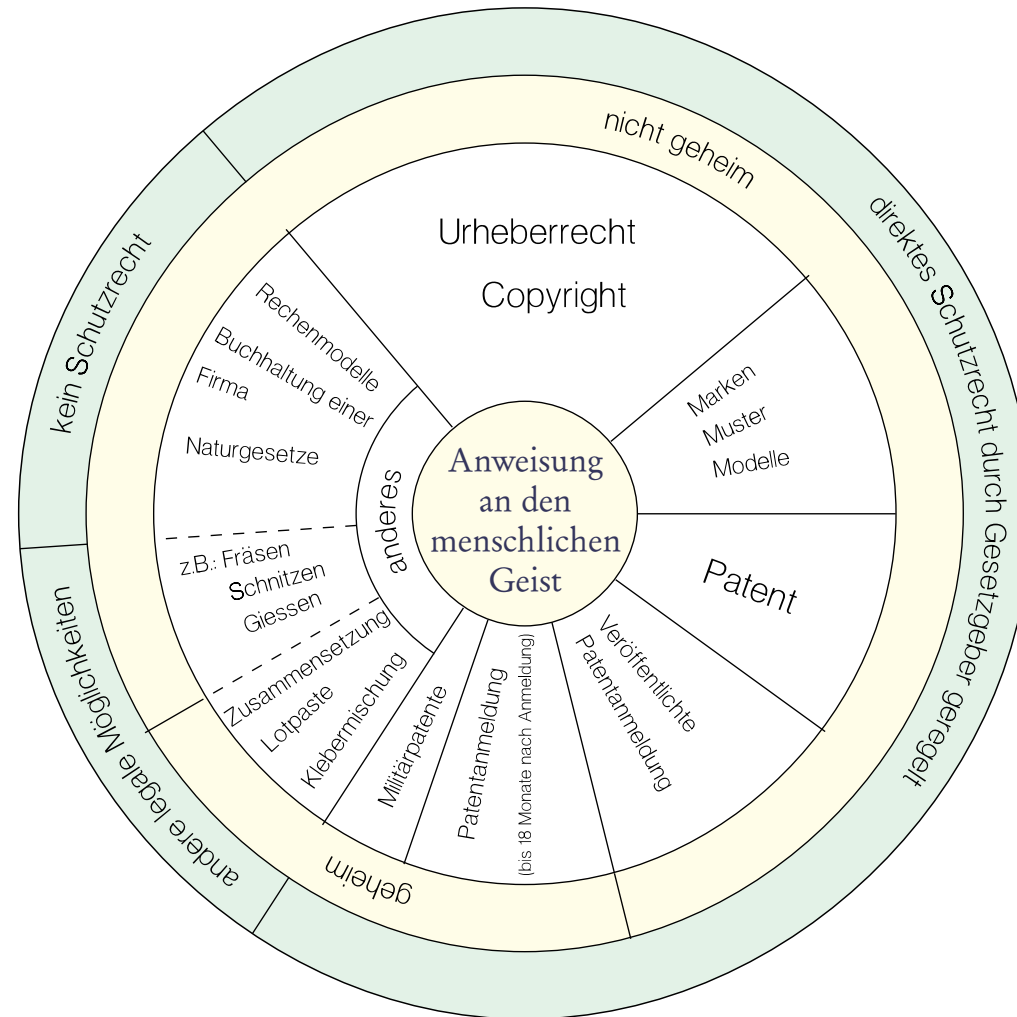 Anweisung
an den
menschlichen
Geist
nicht geheim
direktes Schutzrecht durch Gesetzgeber geregelt
Urheberrecht
Copyright
Marken
Muster
Modelle
Patent
Veröffentlichte
Patentanmeldung
Patentanmeldung
(bis 18 Monate nach Anmeldung)
Militärpatente
geheim
anderes
Klebermischung
Lotpaste
Zusammensetzung
z.B.: Fräsen
Schnitzen
Giessen
Naturgesetze
Rechenmodelle
Buchhaltung einer
Firma
andere legale Möglichkeiten
kein Schutzrecht